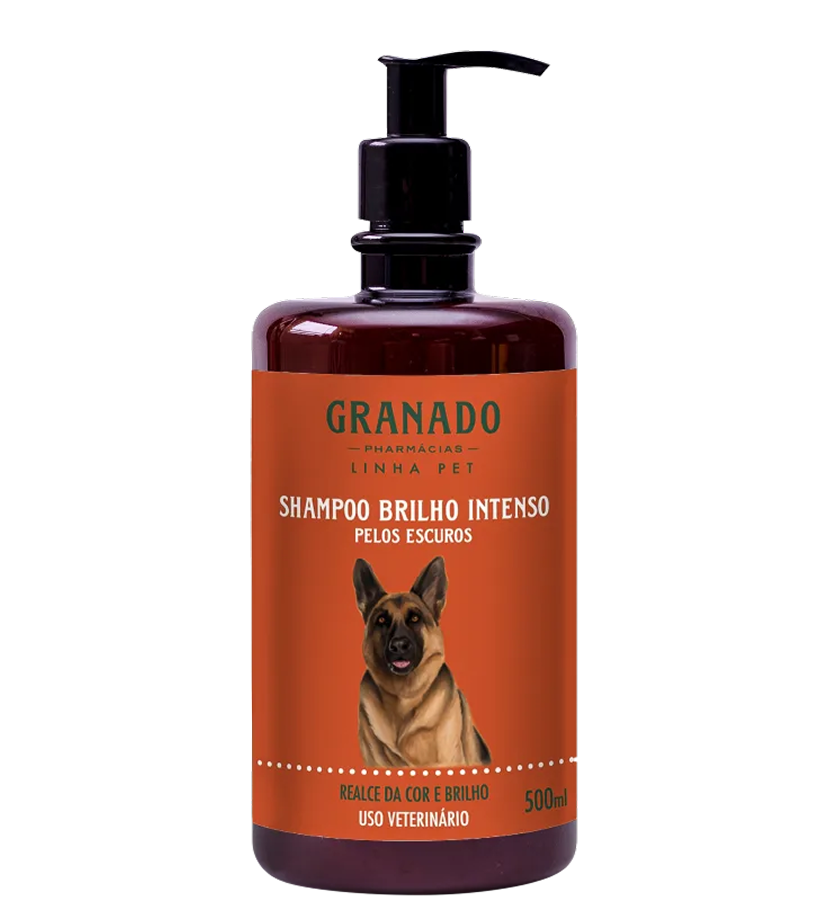 GRANADO
PHARMÁCIAS
LINHA PET
SHAMPOO BRILHO INTENSO
PELOS ESCUROS
REALCE DA COR E BRILHO
500ml
USO VETERINÁRIO